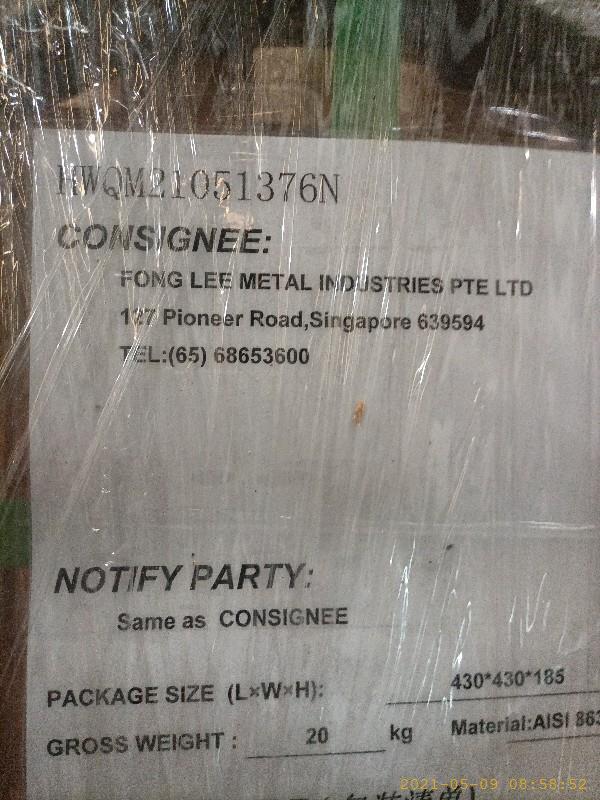 HWQM21051376N
CONSIGNEE:
FONG LEE METAL INDUSTRIES PTE LTD
127 Pioneer Road,Singapore 639594
TEL:(65) 68653600
NOTIFY PARTY:
Same as CONSIGNEE
PACKAGE SIZE (L×W×H): 430*430*185
GROSS WEIGHT : 20 kg Material:AISI
2021-05-09 08:58:52